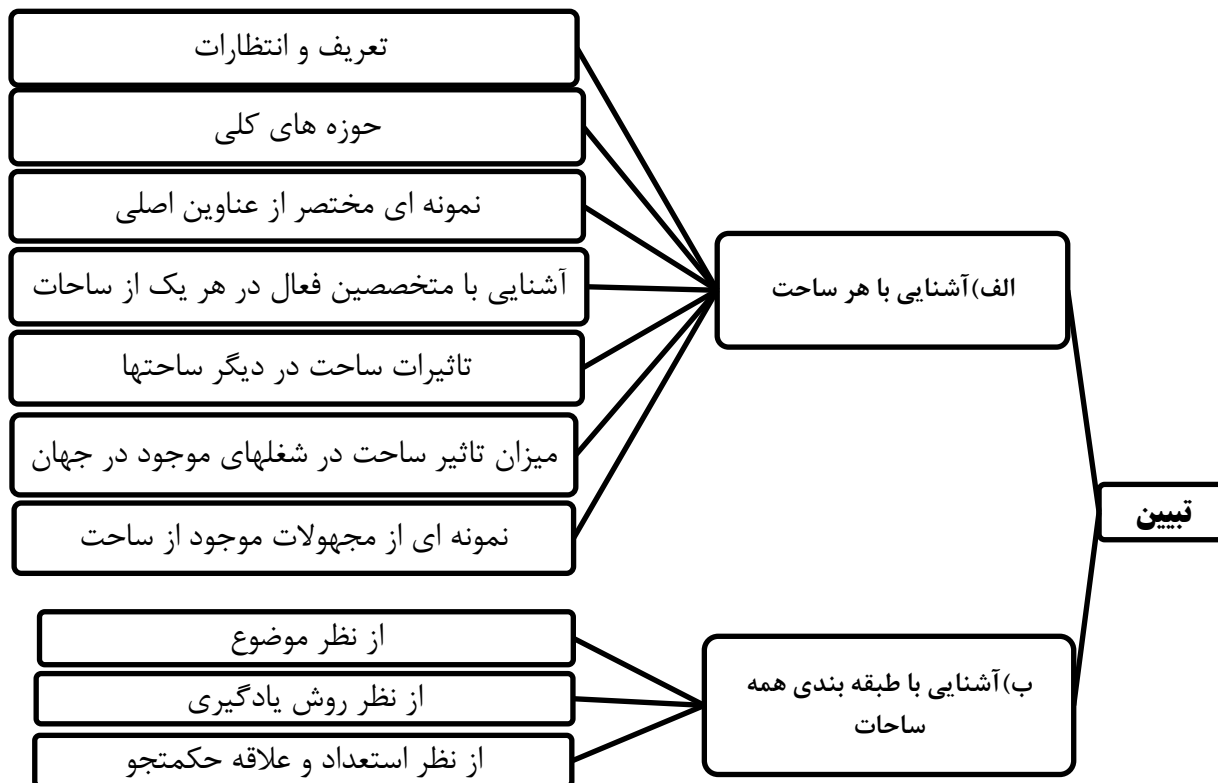 تبیین
الف)آشنایی با هر ساحت
تعریف و انتظارات
حوزه های کلی
نمونه ای مختصر از عناوین اصلی
آشنایی با متخصصین فعال در هر یک از ساحات
تاثیرات ساحت در دیگر ساحتها
میزان تاثیر ساحت در شغلهای موجود در جهان
نمونه ای از مجهولات موجود از ساحت
ب)آشنایی با طبقه بندی همه
ساحات
از نظر موضوع
از نظر روش یادگیری
از نظر استعداد و علاقه حکمتجو